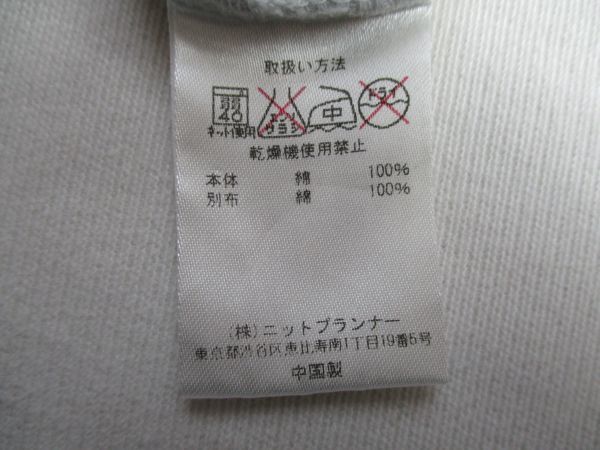 取扱い方法
弱
40
エンソ
サラシ
中
ドライ
ネット使用
乾燥機使用禁止
本体 綿 100%
別布 綿 100%
(株)ニットプランナー
東京都渋谷区恵比寿南1丁目19番5号
中国製